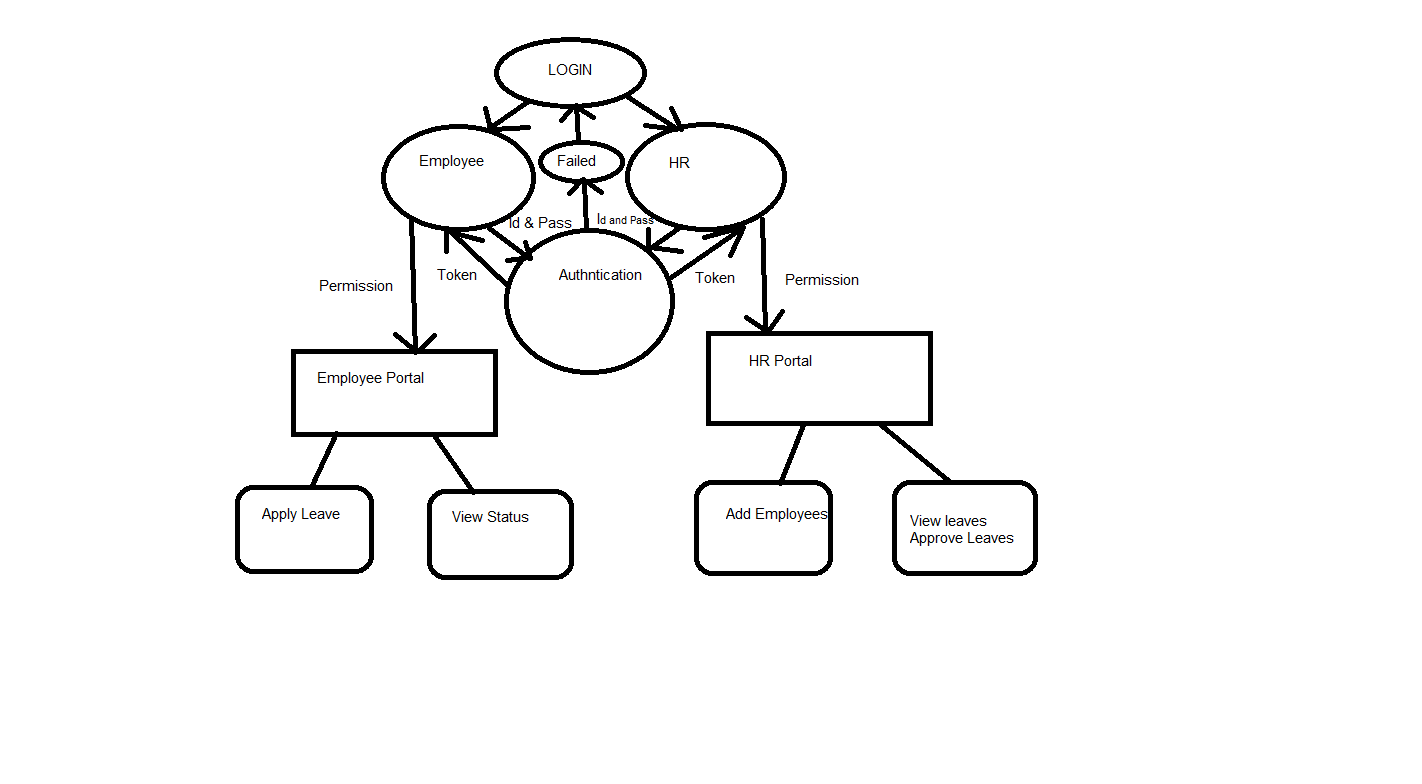 LOGIN
Employee
Failed
HR
Id & Pass
Id and Pass
Authntication
Token
Token
Permission
Permission
Employee Portal
HR Portal
Apply Leave
View Status
Add Employees
View leaves
Approve Leaves